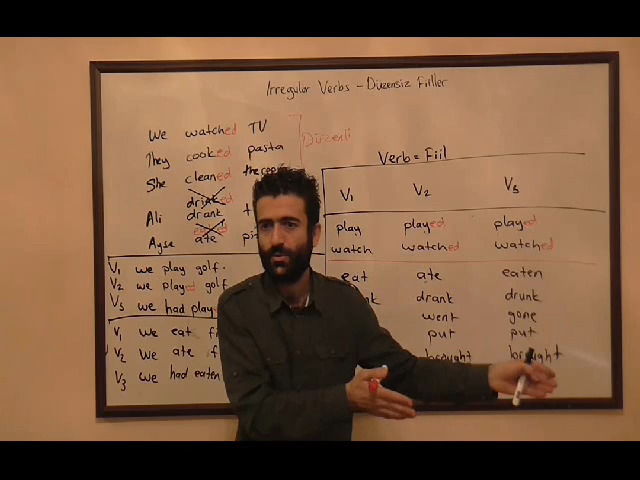 Irregular Verbs - Düzensiz Fiiller
We watched TV
They cooked pasta
She cleaned the
drinked
Ali drank
Ayşe ate
Düzenli
V1 we play golf.
V2 we played golf
V3 we had played
V1 we eat
V2 we ate
V3 we had eaten
Verb = Fiil
V1 V2 V3
play played played
watch watched watched
eat ate eaten
drank drunk
went gone
put put
brought brought